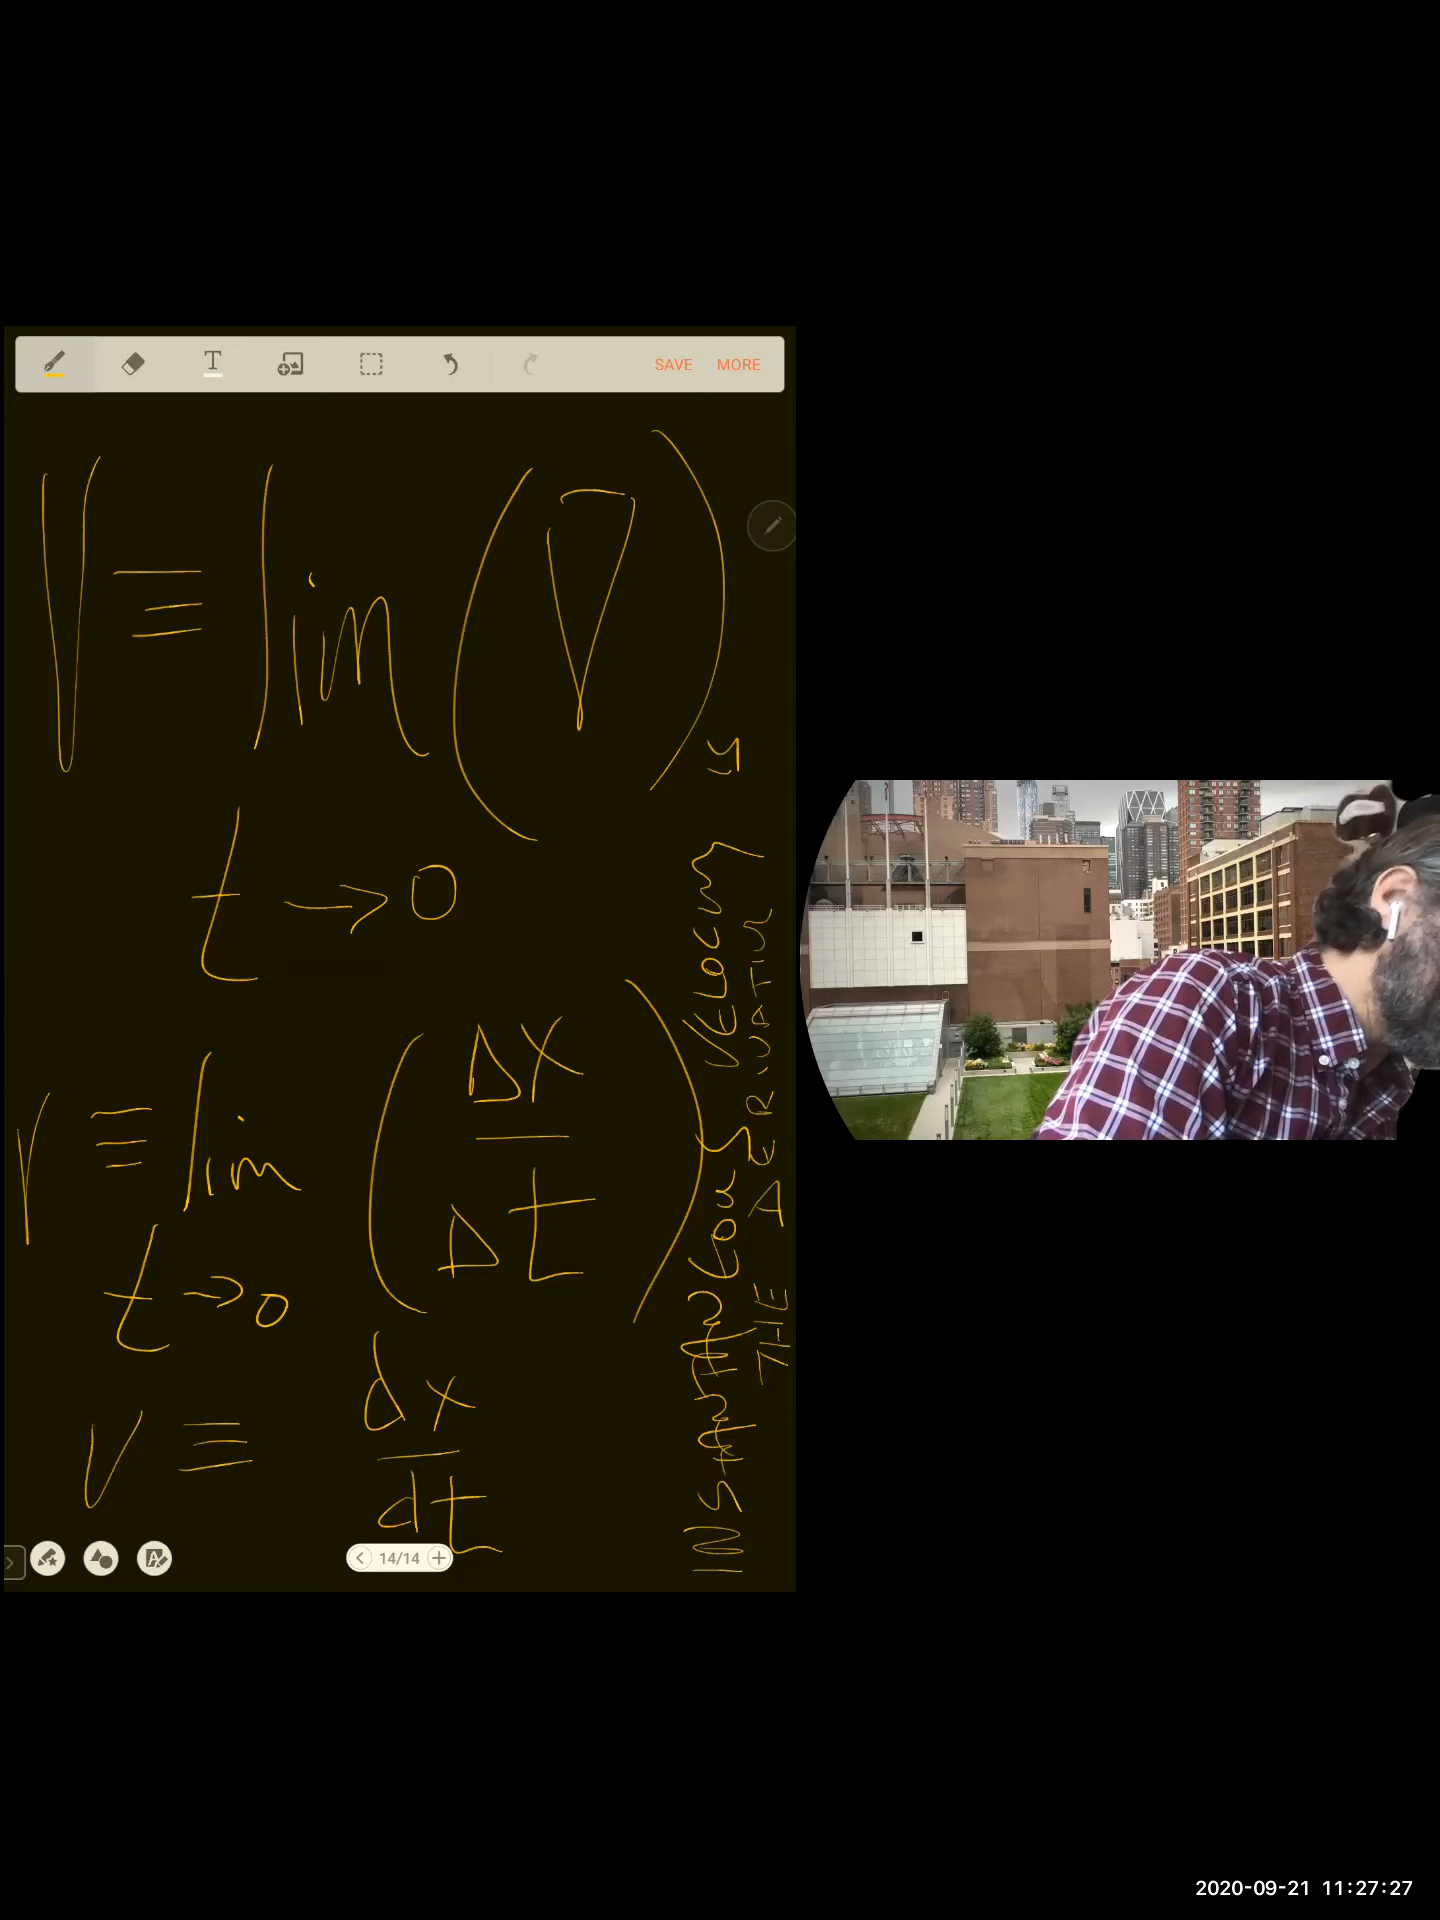 SAVE MORE
V ≡ lim (V̅)
t → 0
V ≡ lim (Δx / Δt)
t → 0
V ≡ dx / dt
INSTANTANEOUS VELOCITY IS
THE DERIVATIVE
14/14
2020-09-21 11:27:27